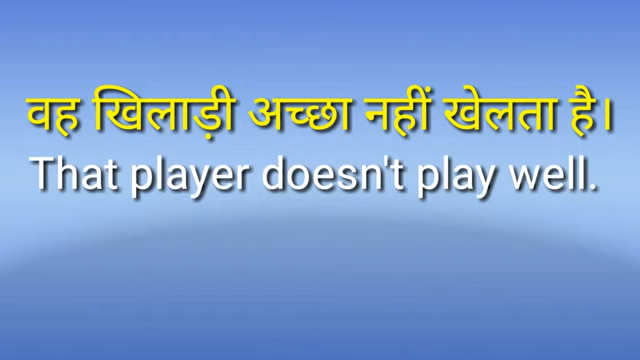 वह खिलाड़ी अच्छा नहीं खेलता है।
That player doesn't play well.